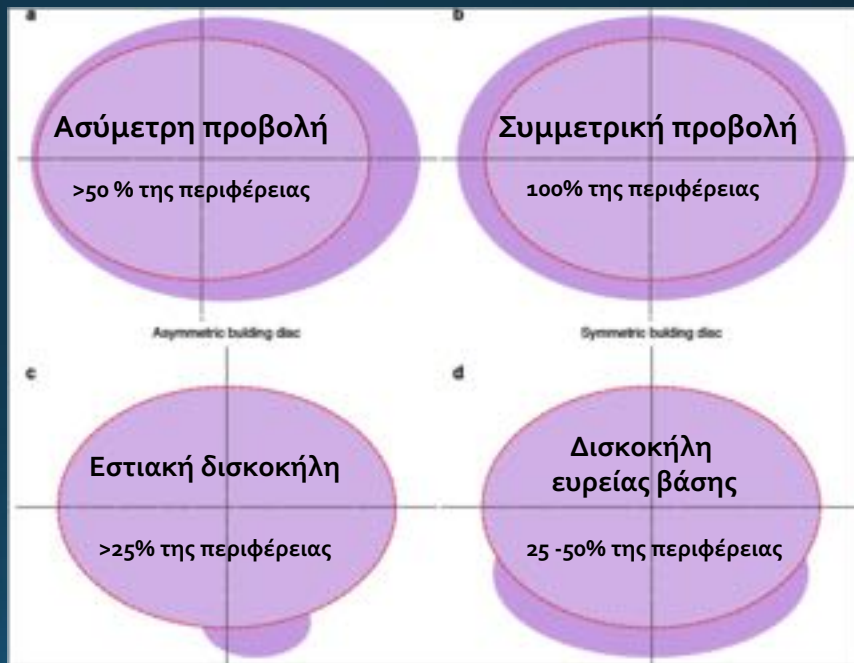 a
b
Ασύμετρη προβολή
>50 % της περιφέρειας
Συμμετρική προβολή
100% της περιφέρειας
Asymmetric bulding disc
Symmetric bulding disc
c
d
Εστιακή δισκοκήλη
>25% της περιφέρειας
Δισκοκήλη
ευρείας βάσης
25 -50% της περιφέρειας